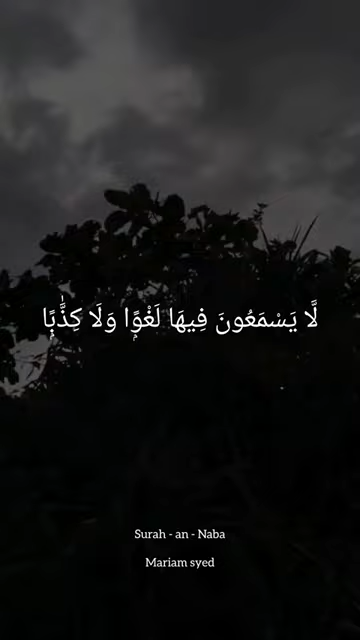 لَّا يَسْمَعُونَ فِيهَا لَغْوًۭا وَلَا كِذَّٰبًۭا
Surah - an - Naba
Mariam syed